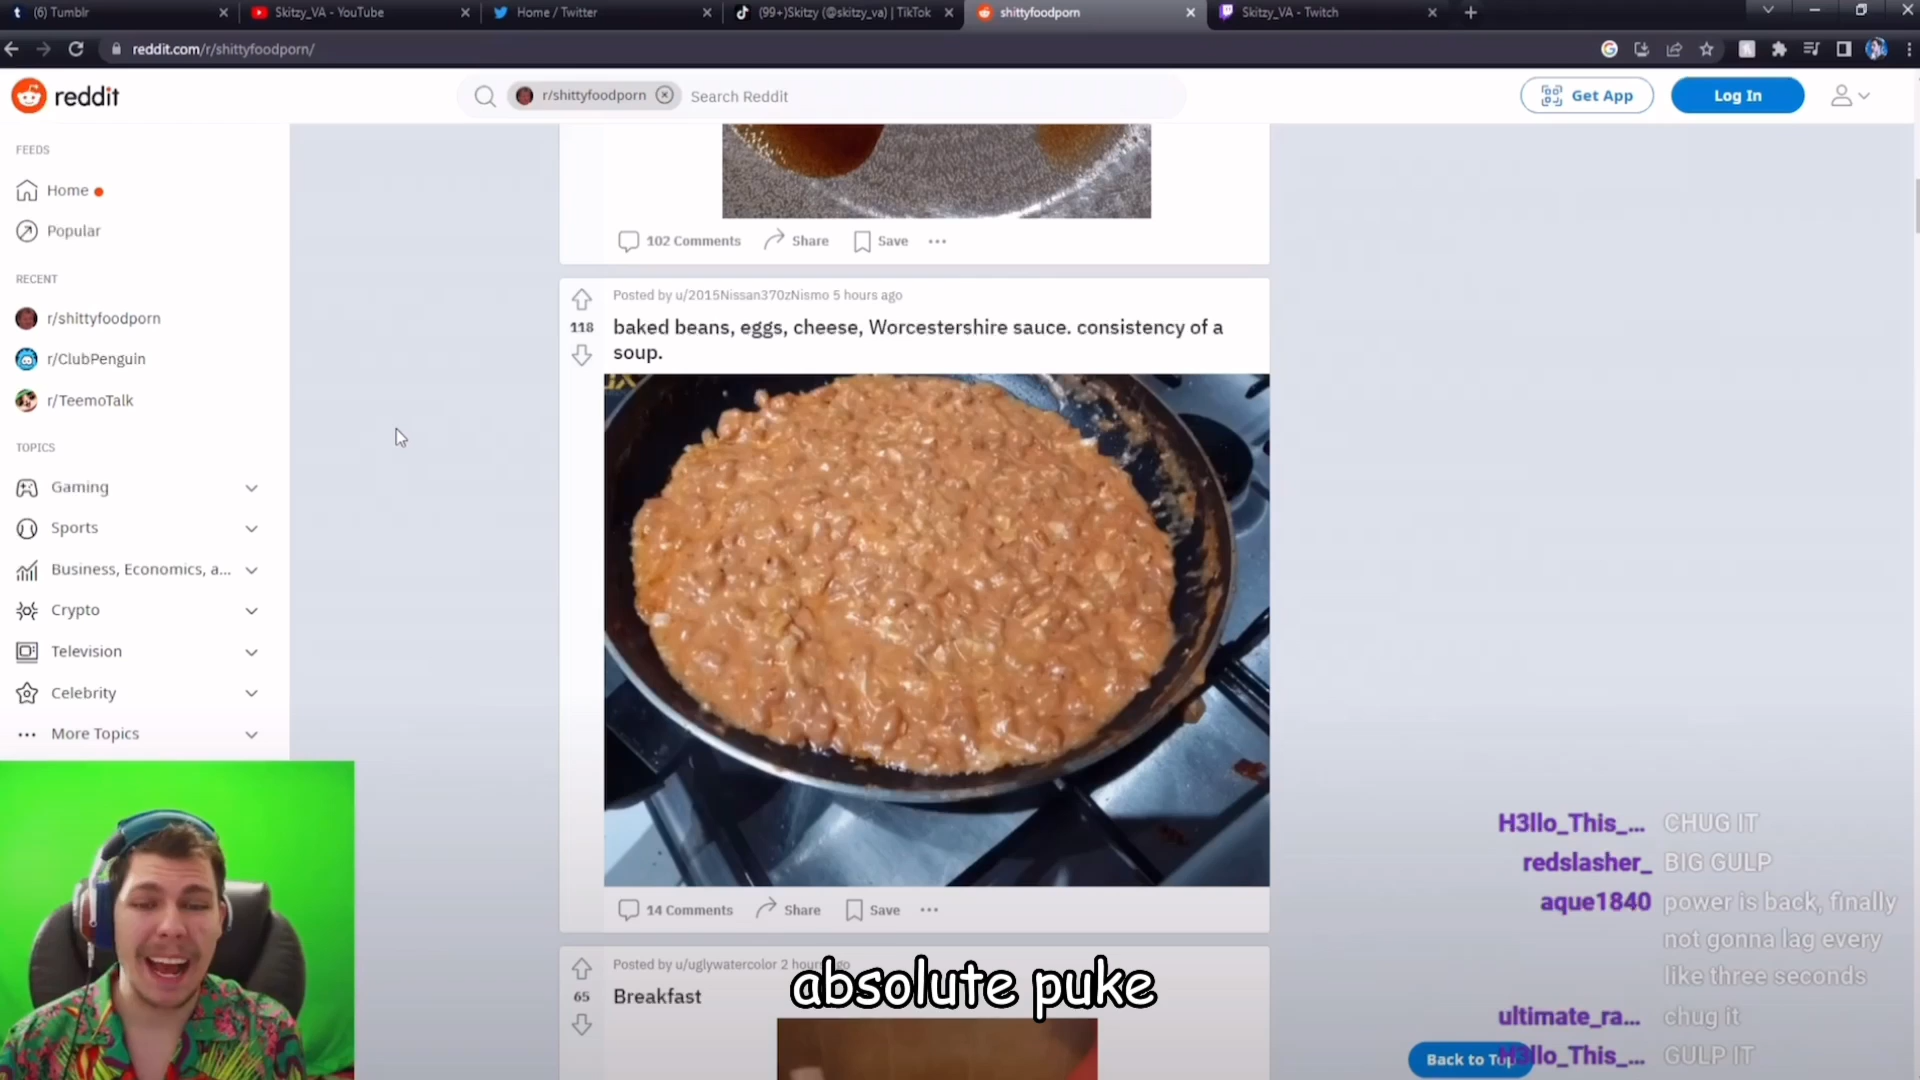 (6) Tumblr
Skitzy_VA - YouTube
Home / Twitter
(99+)Skitzy (@skitzy_va) | TikTok
shittyfoodporn
Skitzy_VA - Twitch
reddit.com/r/shittyfoodporn/
reddit
r/shittyfoodporn
Search Reddit
Get App
Log In
FEEDS
Home
Popular
RECENT
r/shittyfoodporn
r/ClubPenguin
r/TeemoTalk
TOPICS
Gaming
Sports
Business, Economics, a...
Crypto
Television
Celebrity
More Topics
102 Comments
Share
Save
Posted by u/2015Nissan370zNismo 5 hours ago
118
baked beans, eggs, cheese, Worcestershire sauce. consistency of a
soup.
14 Comments
Share
Save
Posted by u/uglywatercolor 2 hours ago
65
Breakfast
absolute puke
H3llo_This_... CHUG IT
redslasher_ BIG GULP
aque1840 power is back, finally
not gonna lag every
like three seconds
ultimate_ra... chug it
H3llo_This_... GULP IT
Back to Top